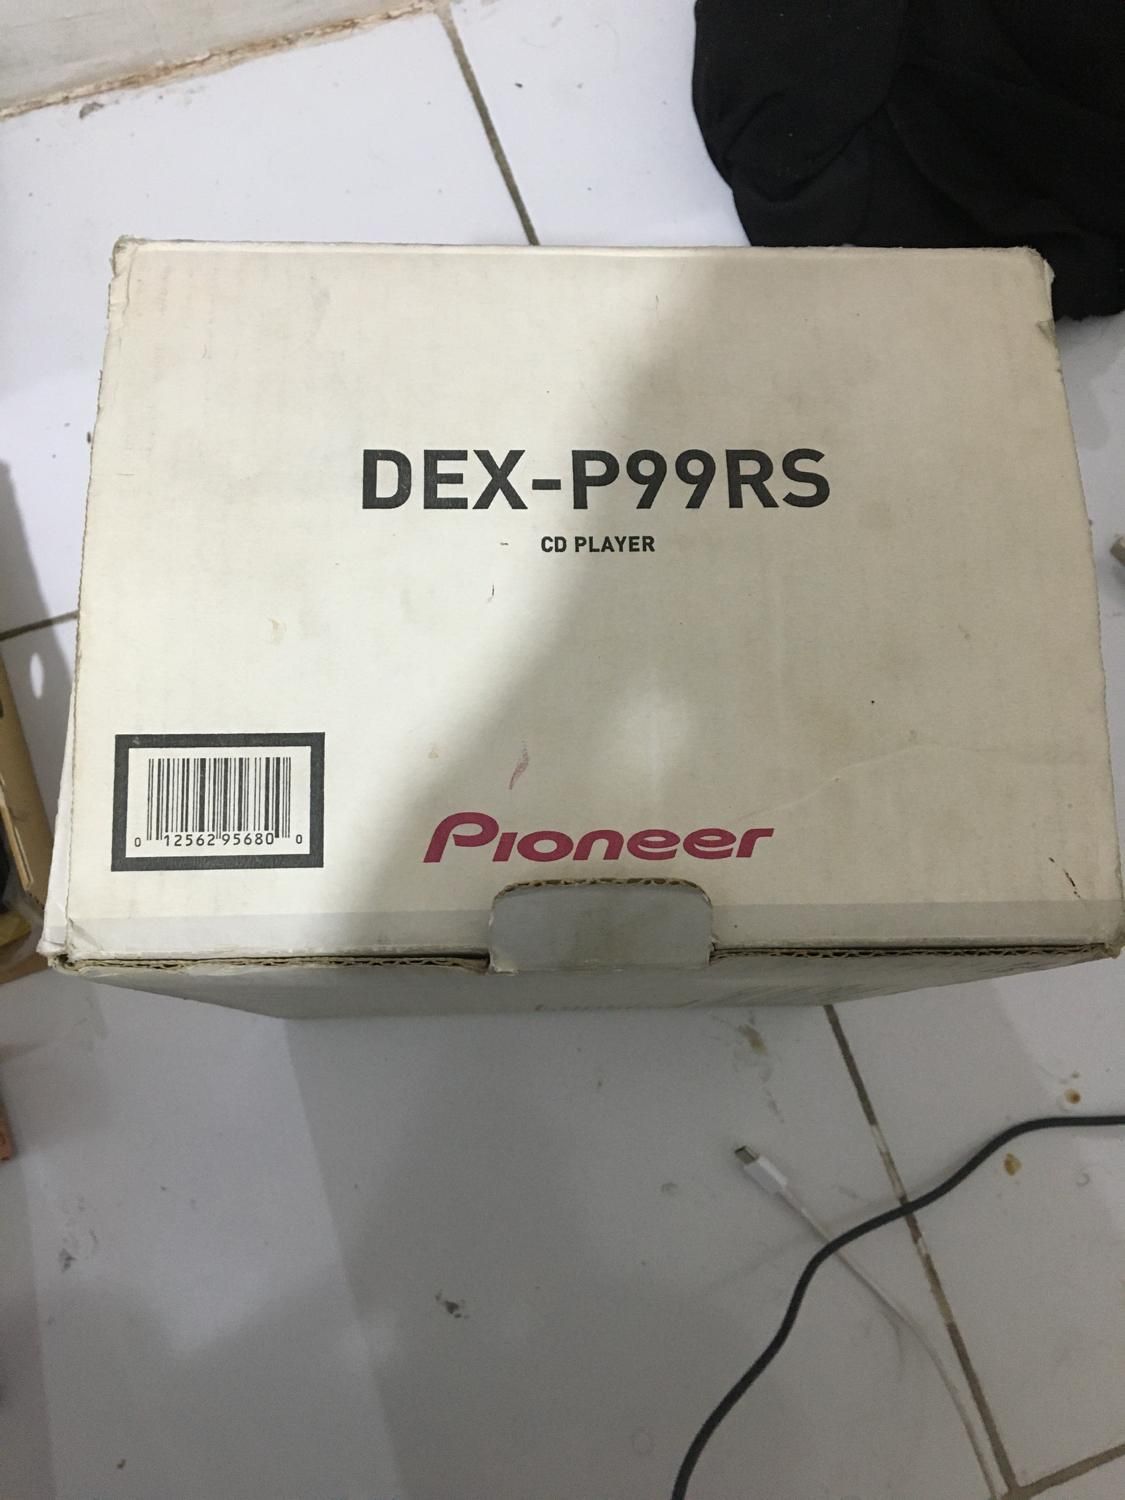 DEX-P99RS
CD PLAYER
0 12562 95680 0
Pioneer